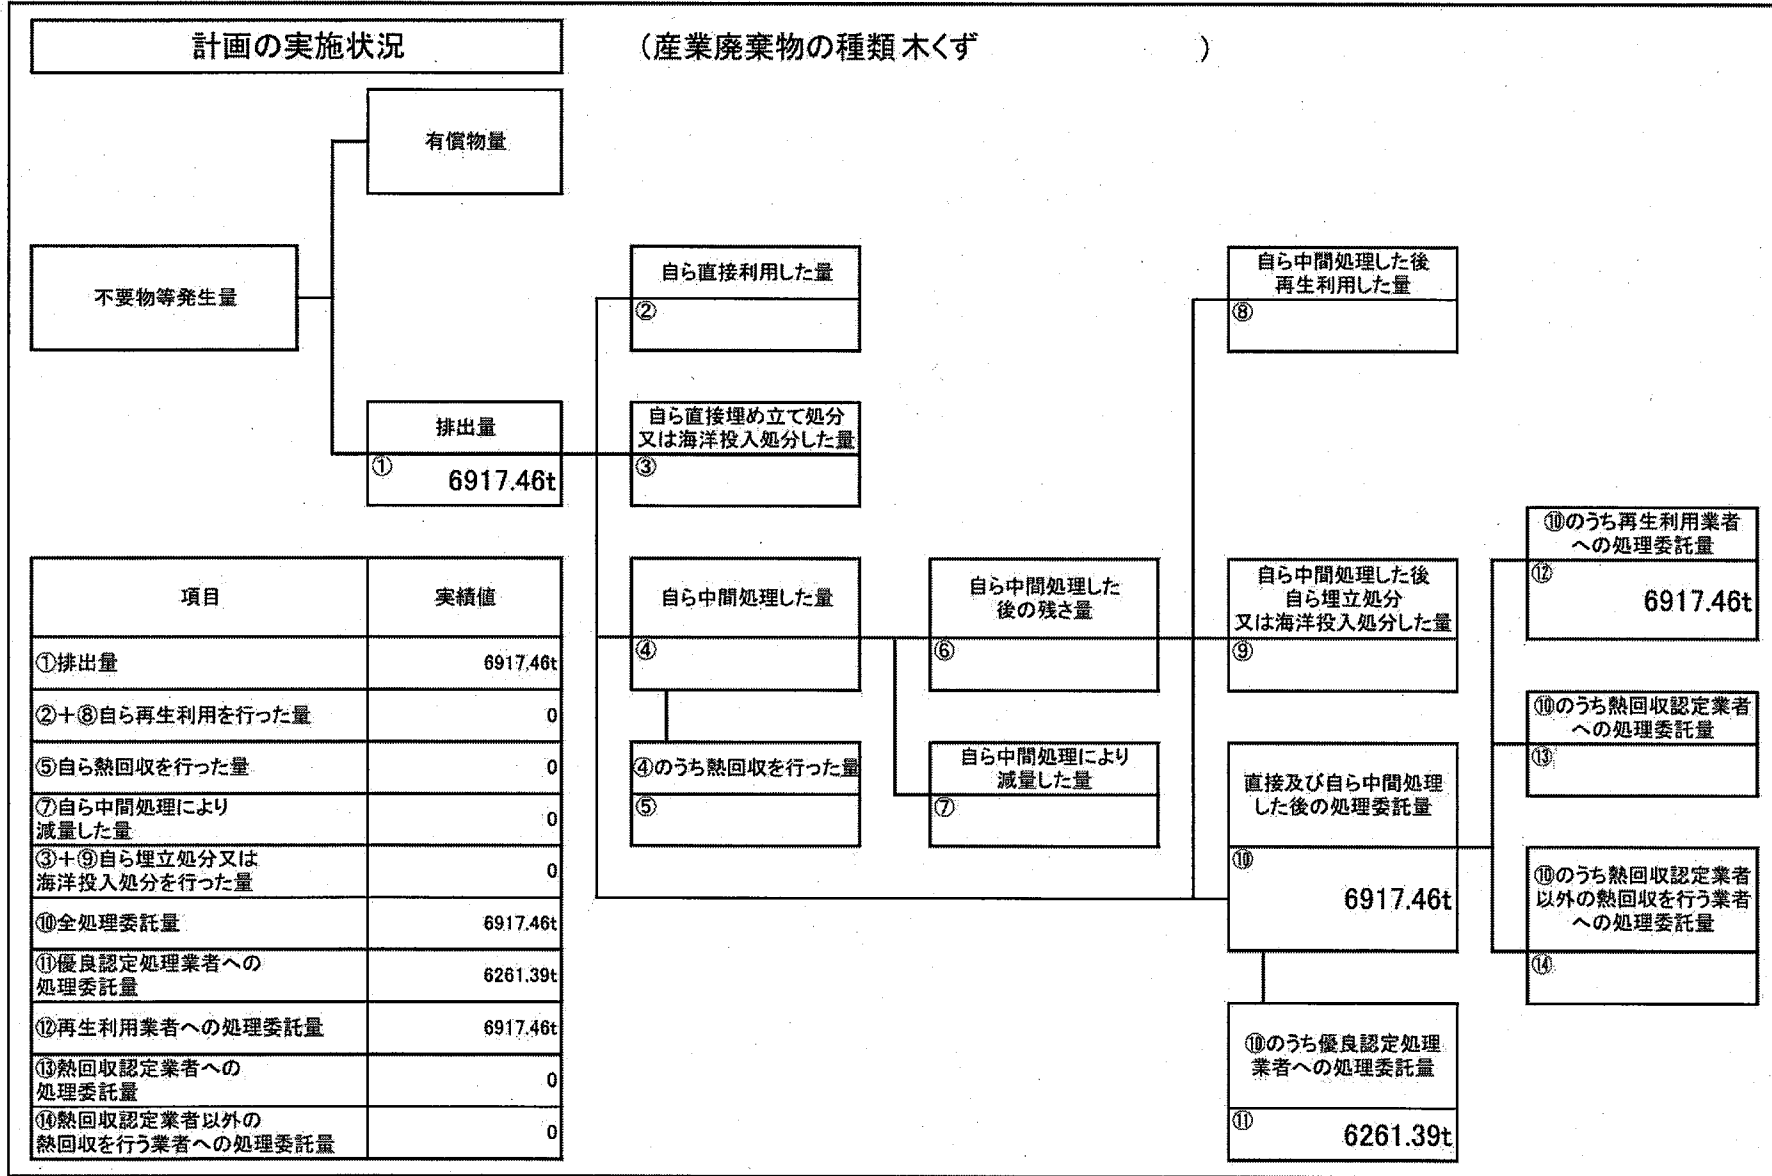 計画の実施状況
（産業廃棄物の種類 木くず　　　　　　　）
有償物量
不要物等発生量
排出量
①
6917.46t
自ら直接利用した量
②
自ら直接埋め立て処分
又は海洋投入処分した量
③
自ら中間処理した量
④
④のうち熱回収を行った量
⑤
自ら中間処理した
後の残さ量
⑥
自ら中間処理により
減量した量
⑦
自ら中間処理した後
再生利用した量
⑧
自ら中間処理した後
自ら埋立処分
又は海洋投入処分した量
⑨
直接及び自ら中間処理
した後の処理委託量
⑩
6917.46t
⑩のうち優良認定処理
業者への処理委託量
⑪
6261.39t
⑩のうち再生利用業者
への処理委託量
⑫
6917.46t
⑩のうち熱回収認定業者
への処理委託量
⑬
⑩のうち熱回収認定業者
以外の熱回収を行う業者
への処理委託量
⑭
項目 実績値
①排出量 6917.46t
②＋⑧自ら再生利用を行った量 0
⑤自ら熱回収を行った量 0
⑦自ら中間処理により
減量した量 0
③＋⑨自ら埋立処分又は
海洋投入処分を行った量 0
⑩全処理委託量 6917.46t
⑪優良認定処理業者への
処理委託量 6261.39t
⑫再生利用業者への処理委託量 6917.46t
⑬熱回収認定業者への
処理委託量 0
⑭熱回収認定業者以外の
熱回収を行う業者への処理委託量 0